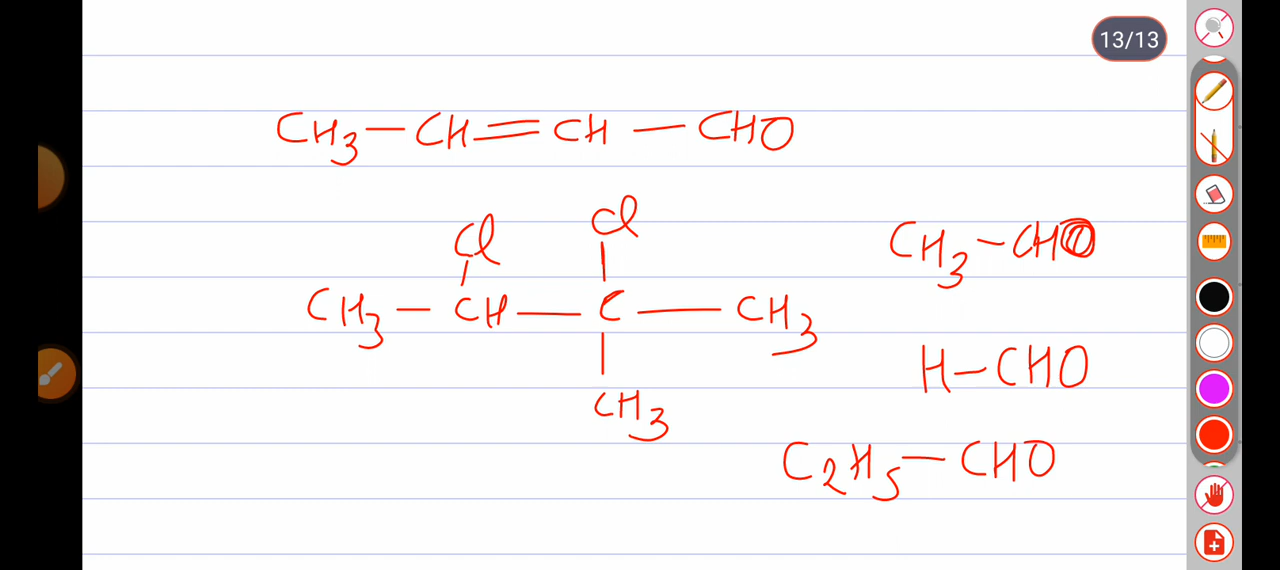 13/13
CH₃ — CH = CH — CHO
Cl Cl
CH₃ — CH — C — CH₃
CH₃
CH₃ — CHO
H — CHO
C₂H₅ — CHO